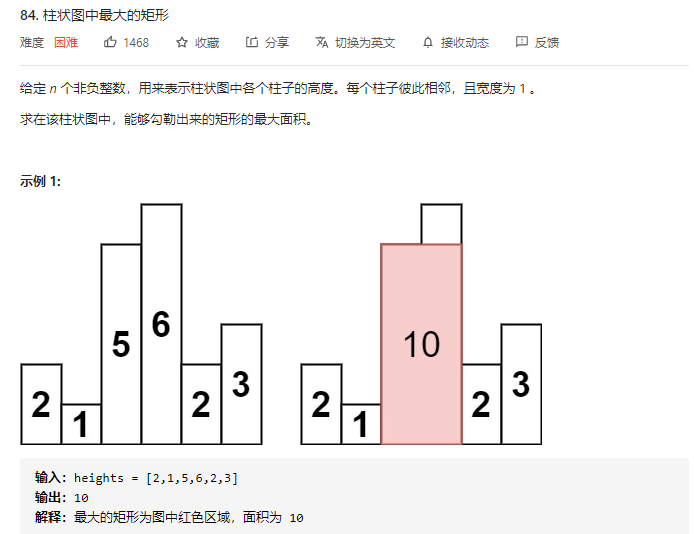 84. 柱状图中最大的矩形
难度 困难 1468 收藏 分享 切换为英文 接收动态 反馈
给定 n 个非负整数，用来表示柱状图中各个柱子的高度。每个柱子彼此相邻，且宽度为 1 。
求在该柱状图中，能够勾勒出来的矩形的最大面积。
示例 1:
2 1 5 6 2 3
2 1 10 2 3
输入：heights = [2,1,5,6,2,3]
输出：10
解释：最大的矩形为图中红色区域，面积为 10